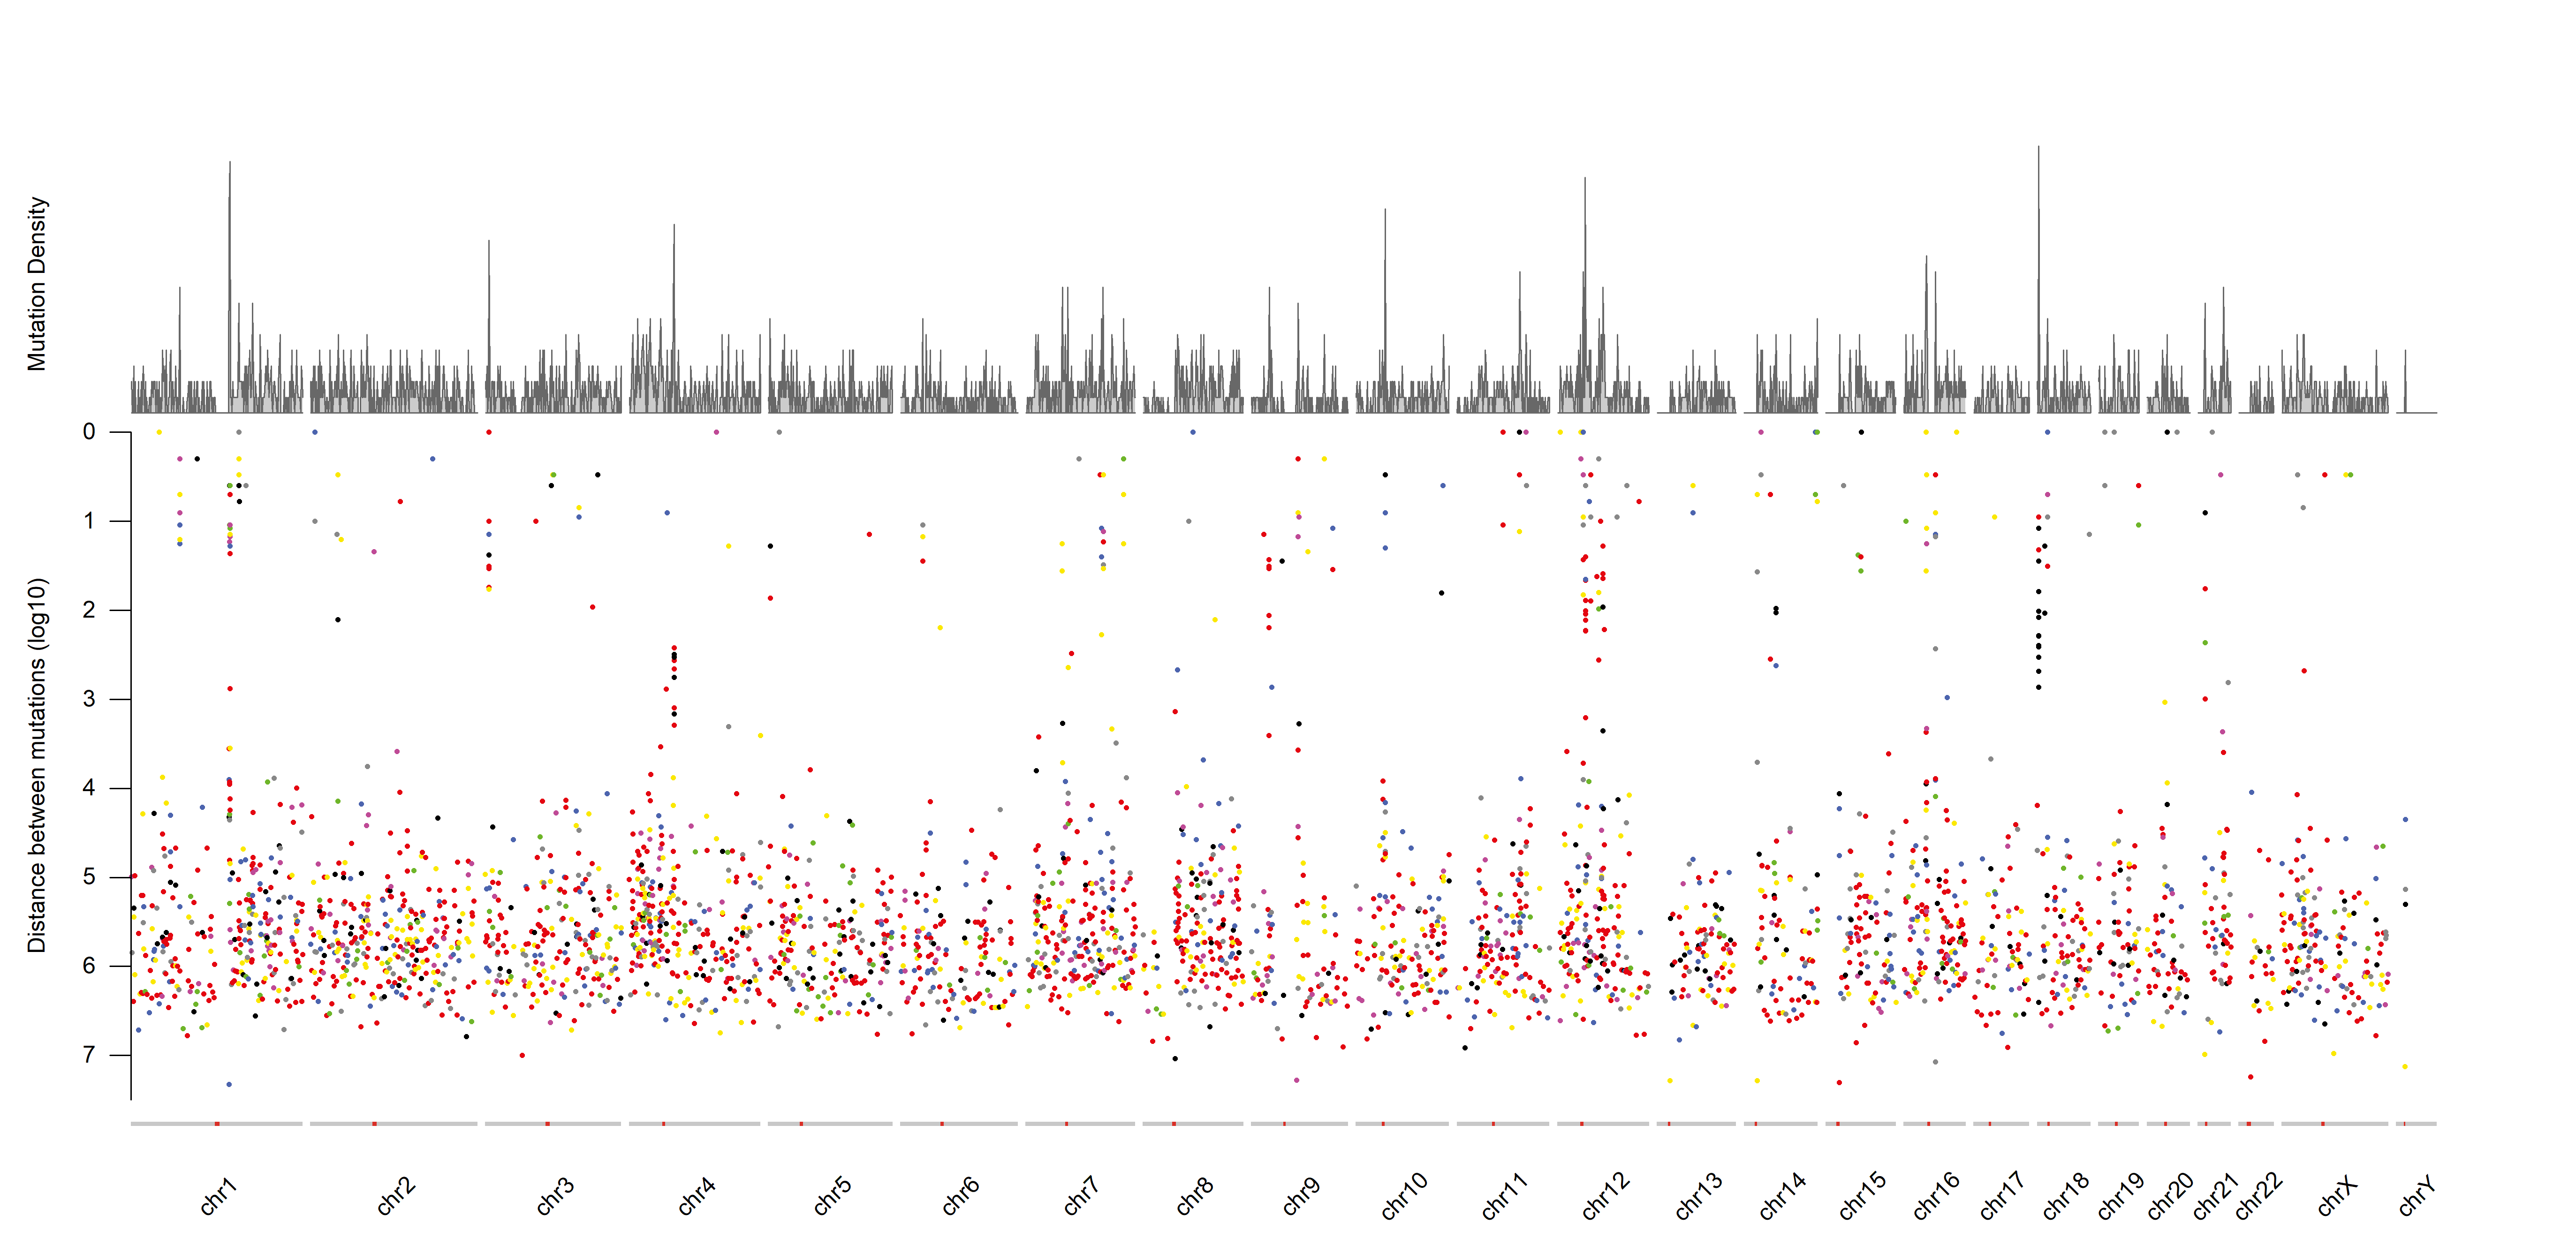 Mutation Density
Distance between mutations (log10)
0
1
2
3
4
5
6
7
chr1
chr2
chr3
chr4
chr5
chr6
chr7
chr8
chr9
chr10
chr11
chr12
chr13
chr14
chr15
chr16
chr17
chr18
chr19
chr20
chr21
chr22
chrX
chrY